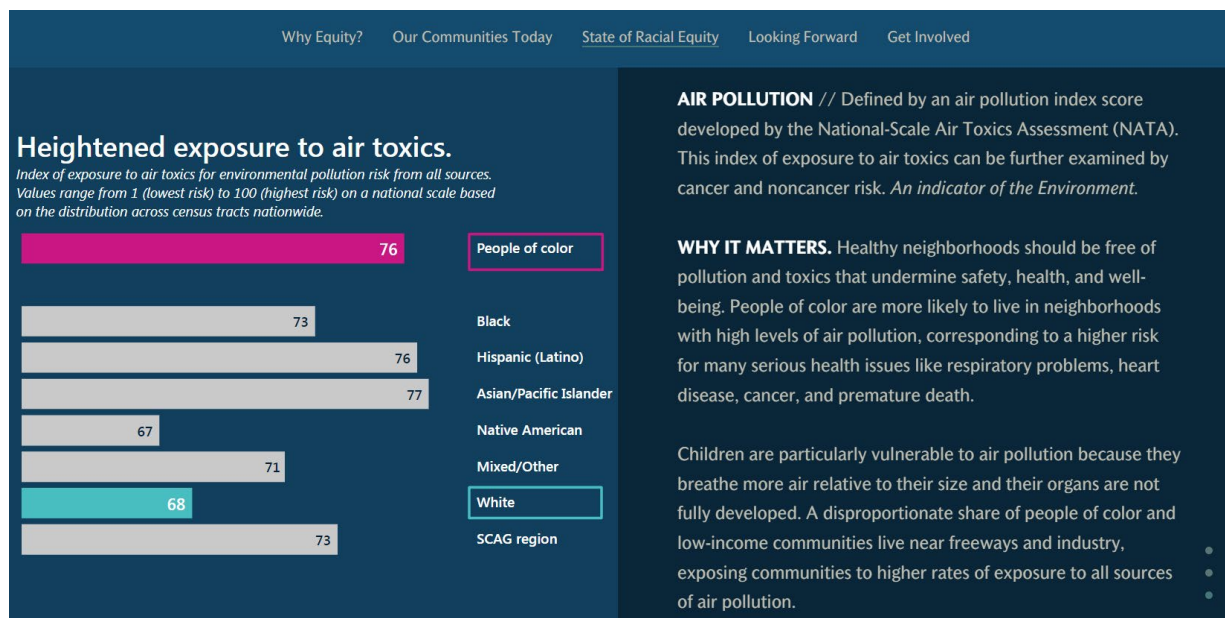 Why Equity? Our Communities Today State of Racial Equity Looking Forward Get Involved
Heightened exposure to air toxics.
Index of exposure to air toxics for environmental pollution risk from all sources.
Values range from 1 (lowest risk) to 100 (highest risk) on a national scale based
on the distribution across census tracts nationwide.
76 People of color
73 Black
76 Hispanic (Latino)
77 Asian/Pacific Islander
67 Native American
71 Mixed/Other
68 White
73 SCAG region
AIR POLLUTION // Defined by an air pollution index score
developed by the National-Scale Air Toxics Assessment (NATA).
This index of exposure to air toxics can be further examined by
cancer and noncancer risk. An indicator of the Environment.
WHY IT MATTERS. Healthy neighborhoods should be free of
pollution and toxics that undermine safety, health, and well-
being. People of color are more likely to live in neighborhoods
with high levels of air pollution, corresponding to a higher risk
for many serious health issues like respiratory problems, heart
disease, cancer, and premature death.
Children are particularly vulnerable to air pollution because they
breathe more air relative to their size and their organs are not
fully developed. A disproportionate share of people of color and
low-income communities live near freeways and industry,
exposing communities to higher rates of exposure to all sources
of air pollution.